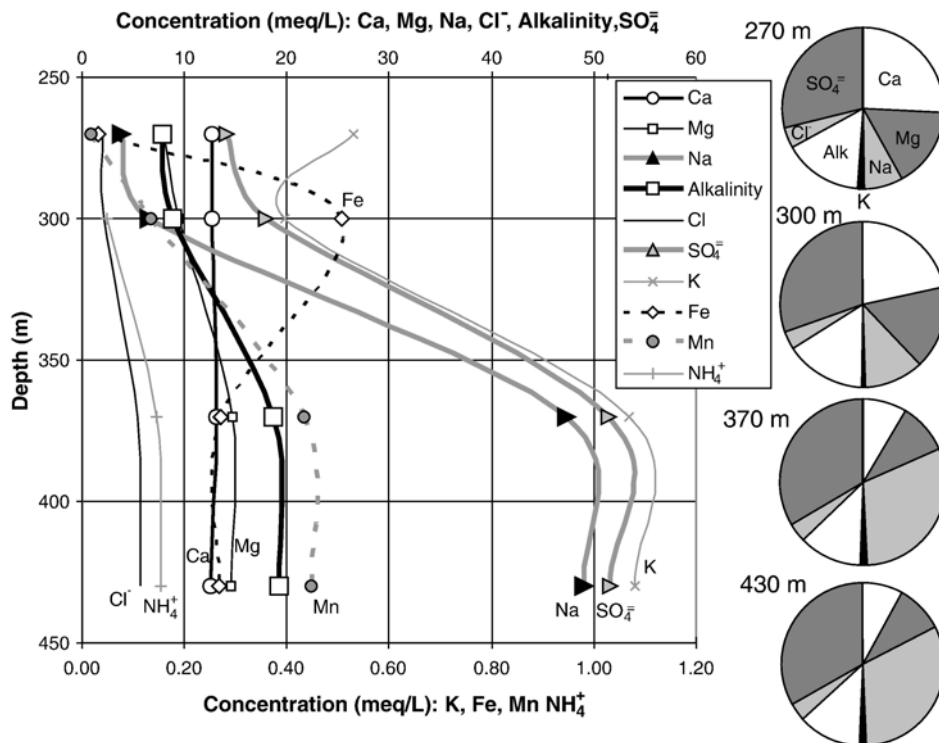 Concentration (meq/L): Ca, Mg, Na, Cl⁻, Alkalinity,SO₄⁼
0 10 20 30 40 50 60
250
300
350
400
450
Depth (m)
Ca
Mg
Na
Alkalinity
Cl
SO₄⁼
K
Fe
Mn
NH₄⁺
Fe
Ca
Mg
Cl⁻
NH₄⁺
Mn
Na
SO₄⁼
K
0.00 0.20 0.40 0.60 0.80 1.00 1.20
Concentration (meq/L): K, Fe, Mn NH₄⁺
270 m
SO₄⁼
Ca
Cl⁻
Mg
Alk
Na
K
300 m
370 m
430 m